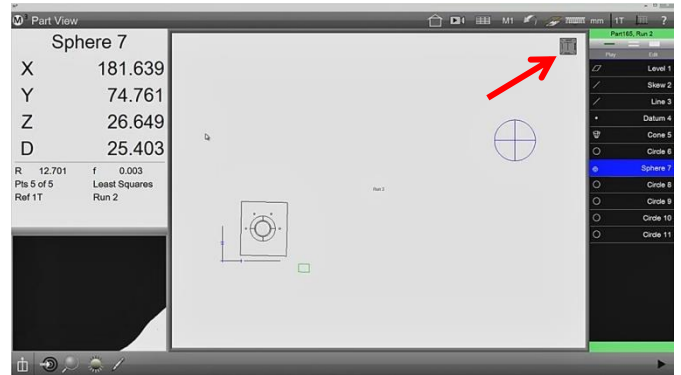 M³ Part View
M1
mm
1T
?
Sphere 7
X 181.639
Y 74.761
Z 26.649
D 25.403
R 12.701 f 0.003
Pts 5 of 5 Least Squares
Ref 1T Run 2
Run 2
Part165, Run 2
Play Edit
Level 1
Skew 2
Line 3
Datum 4
Cone 5
Circle 6
Sphere 7
Circle 8
Circle 9
Circle 10
Circle 11